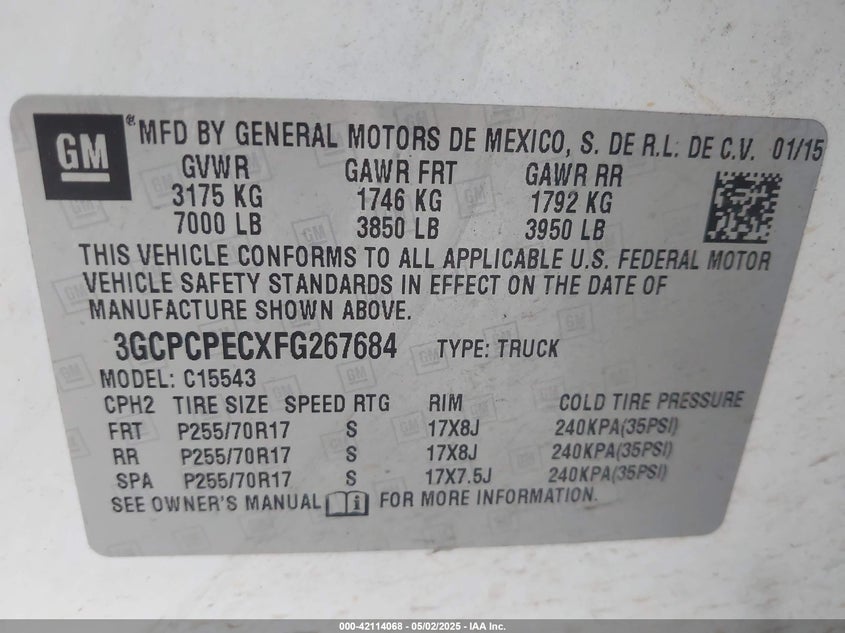 GM ® MFD BY GENERAL MOTORS DE MEXICO, S. DE R.L. DE C.V. 01/15
GVWR GAWR FRT GAWR RR
3175 KG 1746 KG 1792 KG
7000 LB 3850 LB 3950 LB
THIS VEHICLE CONFORMS TO ALL APPLICABLE U.S. FEDERAL MOTOR
VEHICLE SAFETY STANDARDS IN EFFECT ON THE DATE OF
MANUFACTURE SHOWN ABOVE.
3GCPCPECXFG267684 TYPE: TRUCK
MODEL: C15543
CPH2 TIRE SIZE SPEED RTG RIM COLD TIRE PRESSURE
FRT P255/70R17 S 17X8J 240KPA(35PSI)
RR P255/70R17 S 17X8J 240KPA(35PSI)
SPA P255/70R17 S 17X7.5J 240KPA(35PSI)
SEE OWNER'S MANUAL i FOR MORE INFORMATION.
000-42114068 - 05/02/2025 - IAA Inc.